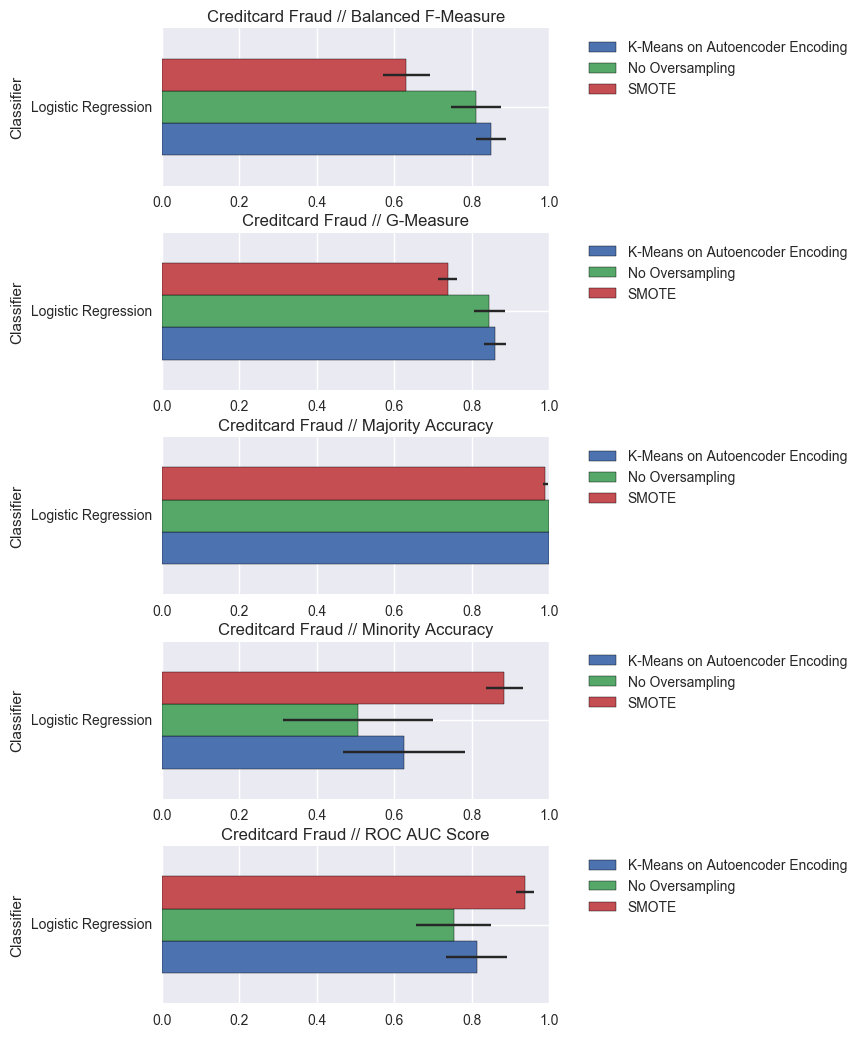 Creditcard Fraud // Balanced F-Measure
K-Means on Autoencoder Encoding
No Oversampling
SMOTE
Classifier
Logistic Regression
0.0 0.2 0.4 0.6 0.8 1.0
Creditcard Fraud // G-Measure
K-Means on Autoencoder Encoding
No Oversampling
SMOTE
Classifier
Logistic Regression
0.0 0.2 0.4 0.6 0.8 1.0
Creditcard Fraud // Majority Accuracy
K-Means on Autoencoder Encoding
No Oversampling
SMOTE
Classifier
Logistic Regression
0.0 0.2 0.4 0.6 0.8 1.0
Creditcard Fraud // Minority Accuracy
K-Means on Autoencoder Encoding
No Oversampling
SMOTE
Classifier
Logistic Regression
0.0 0.2 0.4 0.6 0.8 1.0
Creditcard Fraud // ROC AUC Score
K-Means on Autoencoder Encoding
No Oversampling
SMOTE
Classifier
Logistic Regression
0.0 0.2 0.4 0.6 0.8 1.0